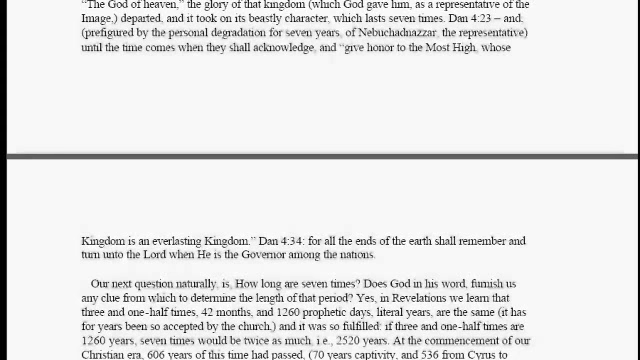 “The God of heaven,” the glory of that kingdom (which God gave him, as a representative of the
Image,) departed, and it took on its beastly character, which lasts seven times. Dan 4:23 – and.
(prefigured by the personal degradation for seven years, of Nebuchadnazzar, the representative)
until the time comes when they shall acknowledge, and “give honor to the Most High, whose
Kingdom is an everlasting Kingdom.” Dan 4:34: for all the ends of the earth shall remember and
turn unto the Lord when He is the Governor among the nations.
Our next question naturally, is, How long are seven times? Does God in his word, furnish us
any clue from which to determine the length of that period? Yes, in Revelations we learn that
three and one-half times, 42 months, and 1260 prophetic days, literal years, are the same (it has
for years been so accepted by the church,) and it was so fulfilled: if three and one-half times are
1260 years, seven times would be twice as much, i.e., 2520 years. At the commencement of our
Christian era, 606 years of this time had passed, (70 years captivity, and 536 from Cyrus to